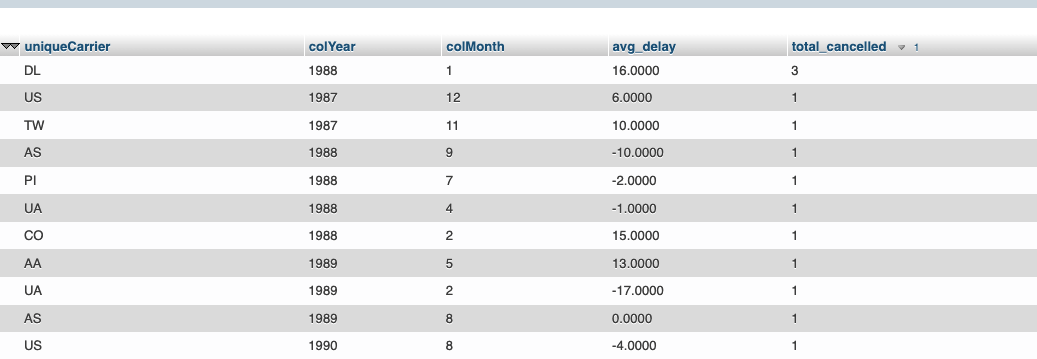 uniqueCarrier colYear colMonth avg_delay total_cancelled 1
DL 1988 1 16.0000 3
US 1987 12 6.0000 1
TW 1987 11 10.0000 1
AS 1988 9 -10.0000 1
PI 1988 7 -2.0000 1
UA 1988 4 -1.0000 1
CO 1988 2 15.0000 1
AA 1989 5 13.0000 1
UA 1989 2 -17.0000 1
AS 1989 8 0.0000 1
US 1990 8 -4.0000 1